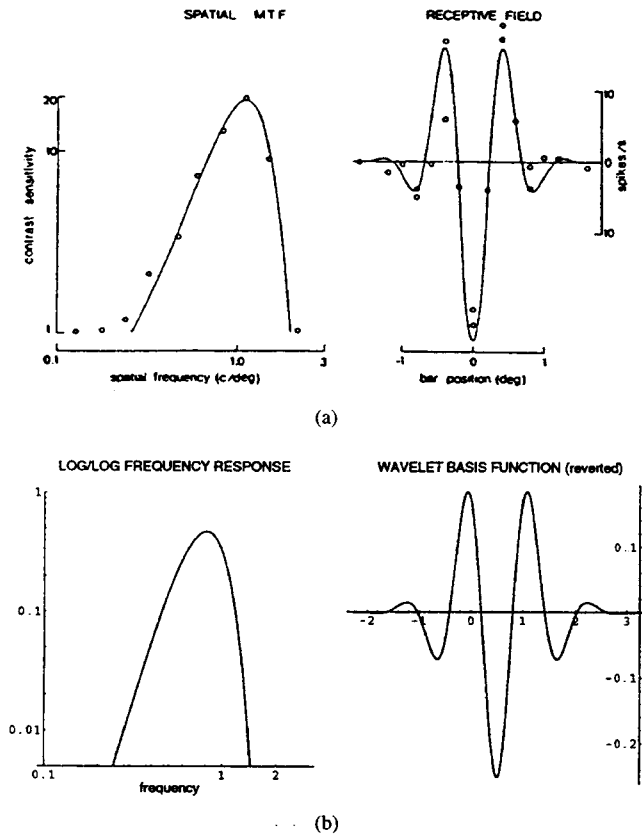 SPATIAL MTF
RECEPTIVE FIELD
contrast sensitivity
20
10
1
0.1
1.0
3
spatial frequency (c/deg)
10
0
10
spikes/s
-1
0
1
bar position (deg)
(a)
LOG/LOG FREQUENCY RESPONSE
WAVELET BASIS FUNCTION (reverted)
1
0.1
0.01
0.1
1
2
frequency
0.1
-2
-1
0
1
2
3
-0.1
-0.2
(b)